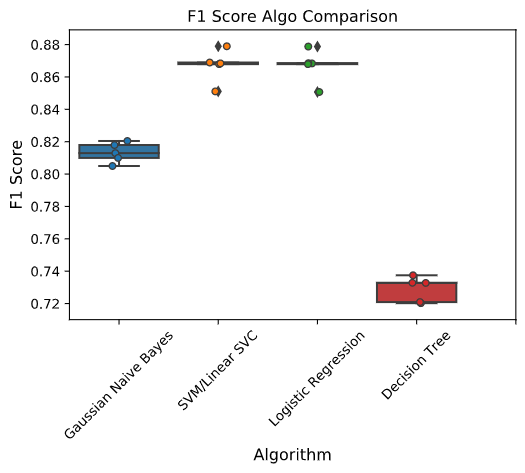 F1 Score Algo Comparison
F1 Score
0.88
0.86
0.84
0.82
0.80
0.78
0.76
0.74
0.72
Gaussian Naive Bayes
SVM/Linear SVC
Logistic Regression
Decision Tree
Algorithm